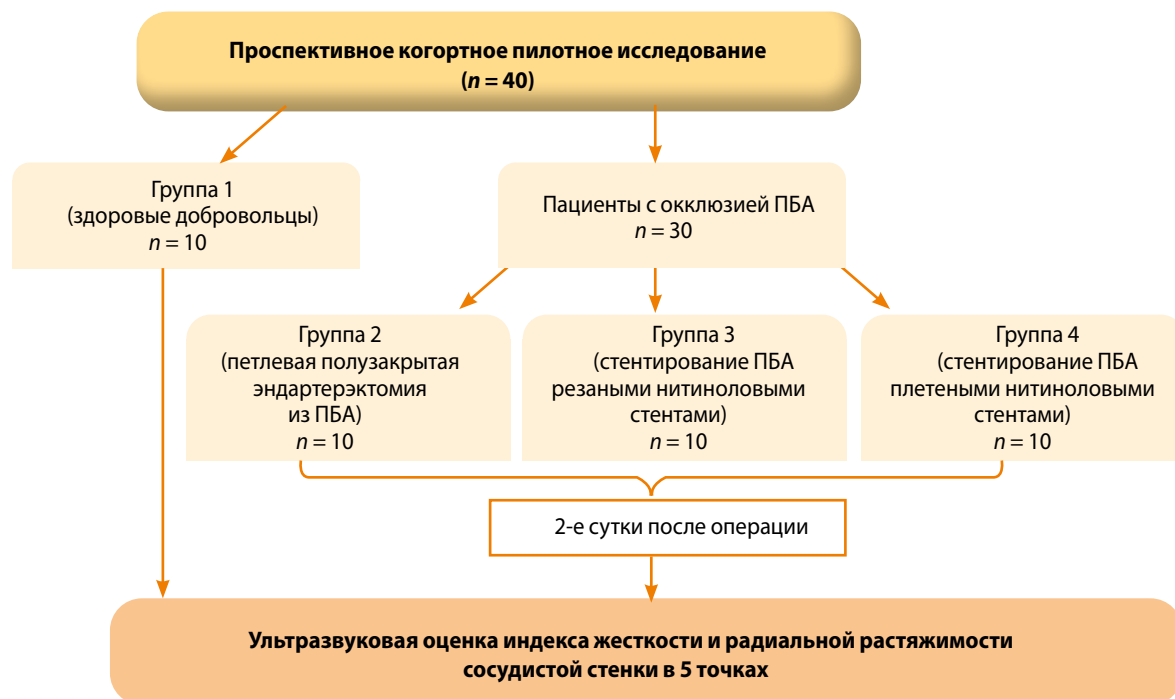 Проспективное когортное пилотное исследование
(n = 40)
Группа 1
(здоровые добровольцы)
n = 10
Пациенты с окклюзией ПБА
n = 30
Группа 2
(петлевая полузакрытая
эндартерэктомия
из ПБА)
n = 10
Группа 3
(стентирование ПБА
резаными нитиноловыми
стентами)
n = 10
Группа 4
(стентирование ПБА
плетеными нитиноловыми
стентами)
n = 10
2-е сутки после операции
Ультразвуковая оценка индекса жесткости и радиальной растяжимости
сосудистой стенки в 5 точках